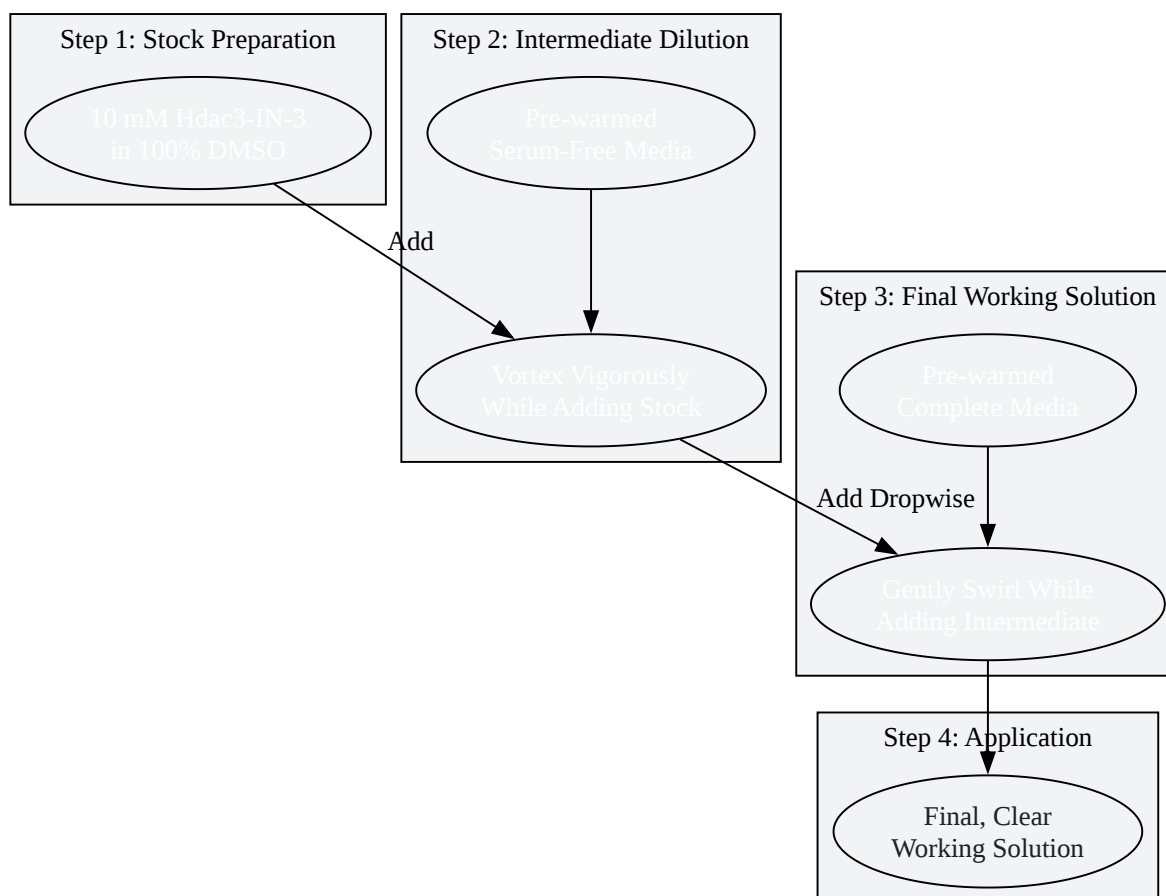 Step 1: Stock Preparation
10 mM Hdac3-IN-3
in 100% DMSO
Step 2: Intermediate Dilution
Pre-warmed
Serum-Free Media
Add
Vortex Vigorously
While Adding Stock
Step 3: Final Working Solution
Pre-warmed
Complete Media
Add Dropwise
Gently Swirl While
Adding Intermediate
Step 4: Application
Final, Clear
Working Solution